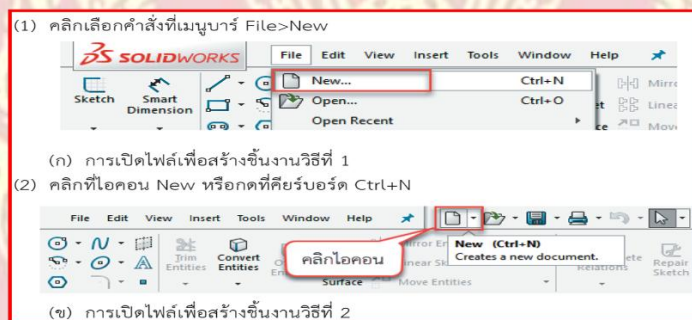 (1) คลิกเลือกคำสั่งที่เมนูบาร์ File>New
SOLIDWORKS File Edit View Insert Tools Window Help
New... Ctrl+N
Sketch Smart Dimension Open... Ctrl+O
Open Recent
(ก) การเปิดไฟล์เพื่อสร้างชิ้นงานวิธีที่ 1
(2) คลิกที่ไอคอน New หรือกดที่คีย์บอร์ด Ctrl+N
File Edit View Insert Tools Window Help
Trim Entities Convert Entities คลิกไอคอน New (Ctrl+N) Repair Sketch
Creates a new document.
Surface Move Entities
(ข) การเปิดไฟล์เพื่อสร้างชิ้นงานวิธีที่ 2